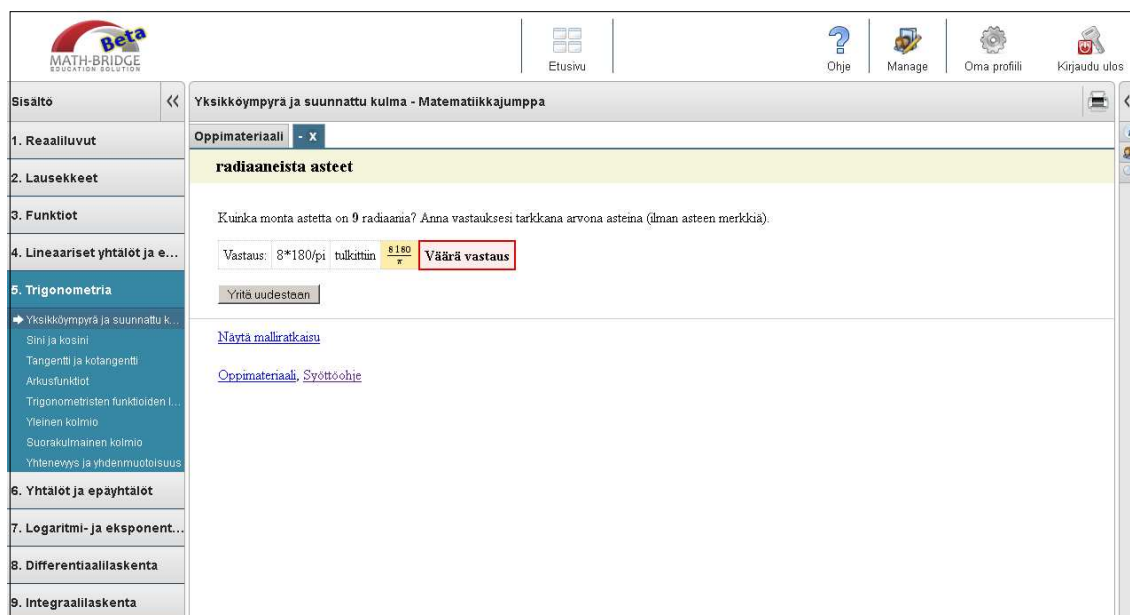 Beta
MATH-BRIDGE
EDUCATION SOLUTION
Etusivu
Ohje
Manage
Oma profiili
Kirjaudu ulos
Sisältö
Yksikköympyrä ja suunnattu kulma - Matematiikkajumppa
1. Reaaliluvut
2. Lausekkeet
3. Funktiot
4. Lineaariset yhtälöt ja e...
5. Trigonometria
Yksikköympyrä ja suunnattu k...
Sini ja kosini
Tangentti ja kotangentti
Arkusfunktiot
Trigonometristen funktioiden l...
Yleinen kolmio
Suorakulmainen kolmio
Yhtenevyys ja yhdenmuotoisuus
6. Yhtälöt ja epäyhtälöt
7. Logaritmi- ja eksponent...
8. Differentiaalilaskenta
9. Integraalilaskenta
Oppimateriaali - X
radiaaneista asteet
Kuinka monta astetta on 9 radiaania? Anna vastauksesi tarkkana arvona asteina (ilman asteen merkkiä).
Vastaus: 8*180/pi tulkittiin 8 180 / π Väärä vastaus
Yritä uudestaan
Näytä malliratkaisu
Oppimateriaali, Syöttöohje